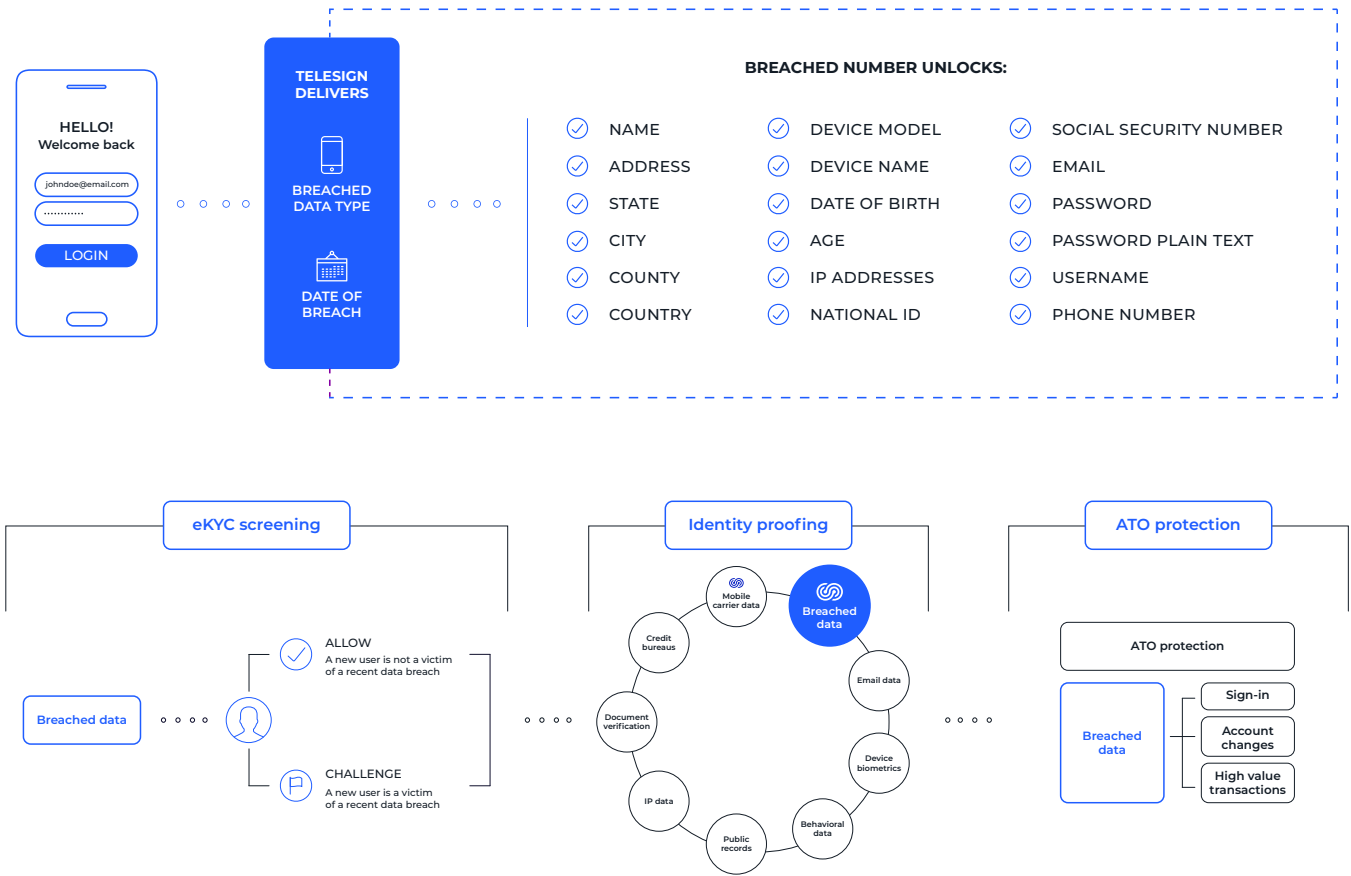 HELLO!
Welcome back
johndoe@email.com
............
LOGIN
TELESIGN
DELIVERS
BREACHED
DATA TYPE
DATE OF
BREACH
BREACHED NUMBER UNLOCKS:
NAME
ADDRESS
STATE
CITY
COUNTY
COUNTRY
DEVICE MODEL
DEVICE NAME
DATE OF BIRTH
AGE
IP ADDRESSES
NATIONAL ID
SOCIAL SECURITY NUMBER
EMAIL
PASSWORD
PASSWORD PLAIN TEXT
USERNAME
PHONE NUMBER
eKYC screening
Breached data
ALLOW
A new user is not a victim
of a recent data breach
CHALLENGE
A new user is a victim
of a recent data breach
Identity proofing
Mobile
carrier data
Breached
data
Email data
Device
biometrics
Behavioral
data
Public
records
IP data
Document
verification
Credit
bureaus
ATO protection
ATO protection
Breached
data
Sign-in
Account
changes
High value
transactions